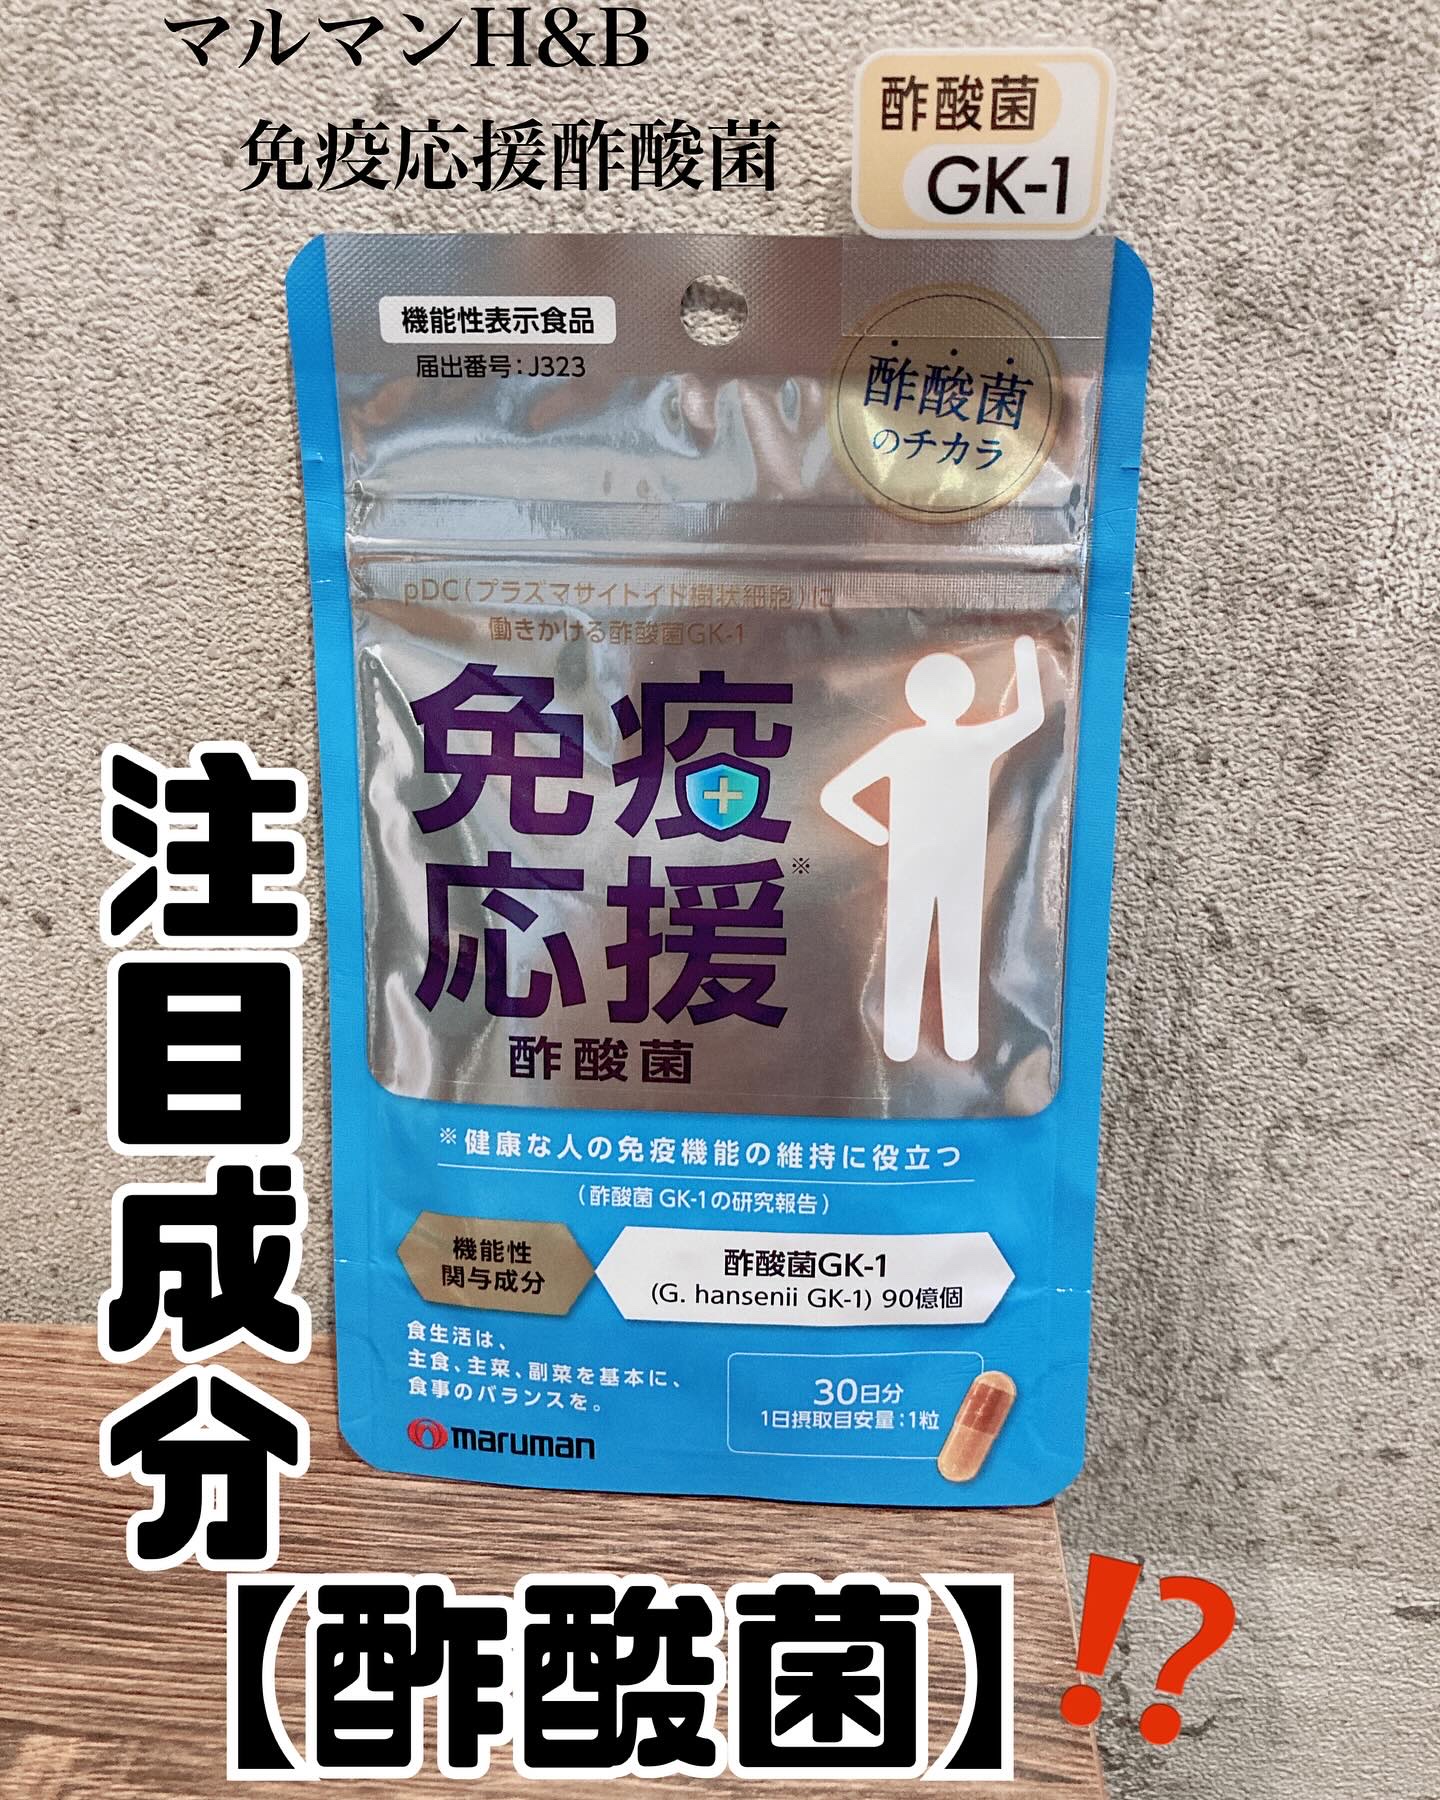 マルマンH&B
免疫応援酢酸菌
酢酸菌
GK-1
機能性表示食品
届出番号：J323
酢酸菌
のチカラ
pDC(プラズマサイトイド樹状細胞)に
働きかける酢酸菌GK-1
免疫
応援※
酢酸菌
※健康な人の免疫機能の維持に役立つ
(酢酸菌 GK-1の研究報告)
機能性
関与成分
酢酸菌GK-1
(G. hansenii GK-1) 90億個
食生活は、
主食、主菜、副菜を基本に、
食事のバランスを。
maruman
30日分
1日摂取目安量：1粒
注目成分
【酢酸菌】⁉